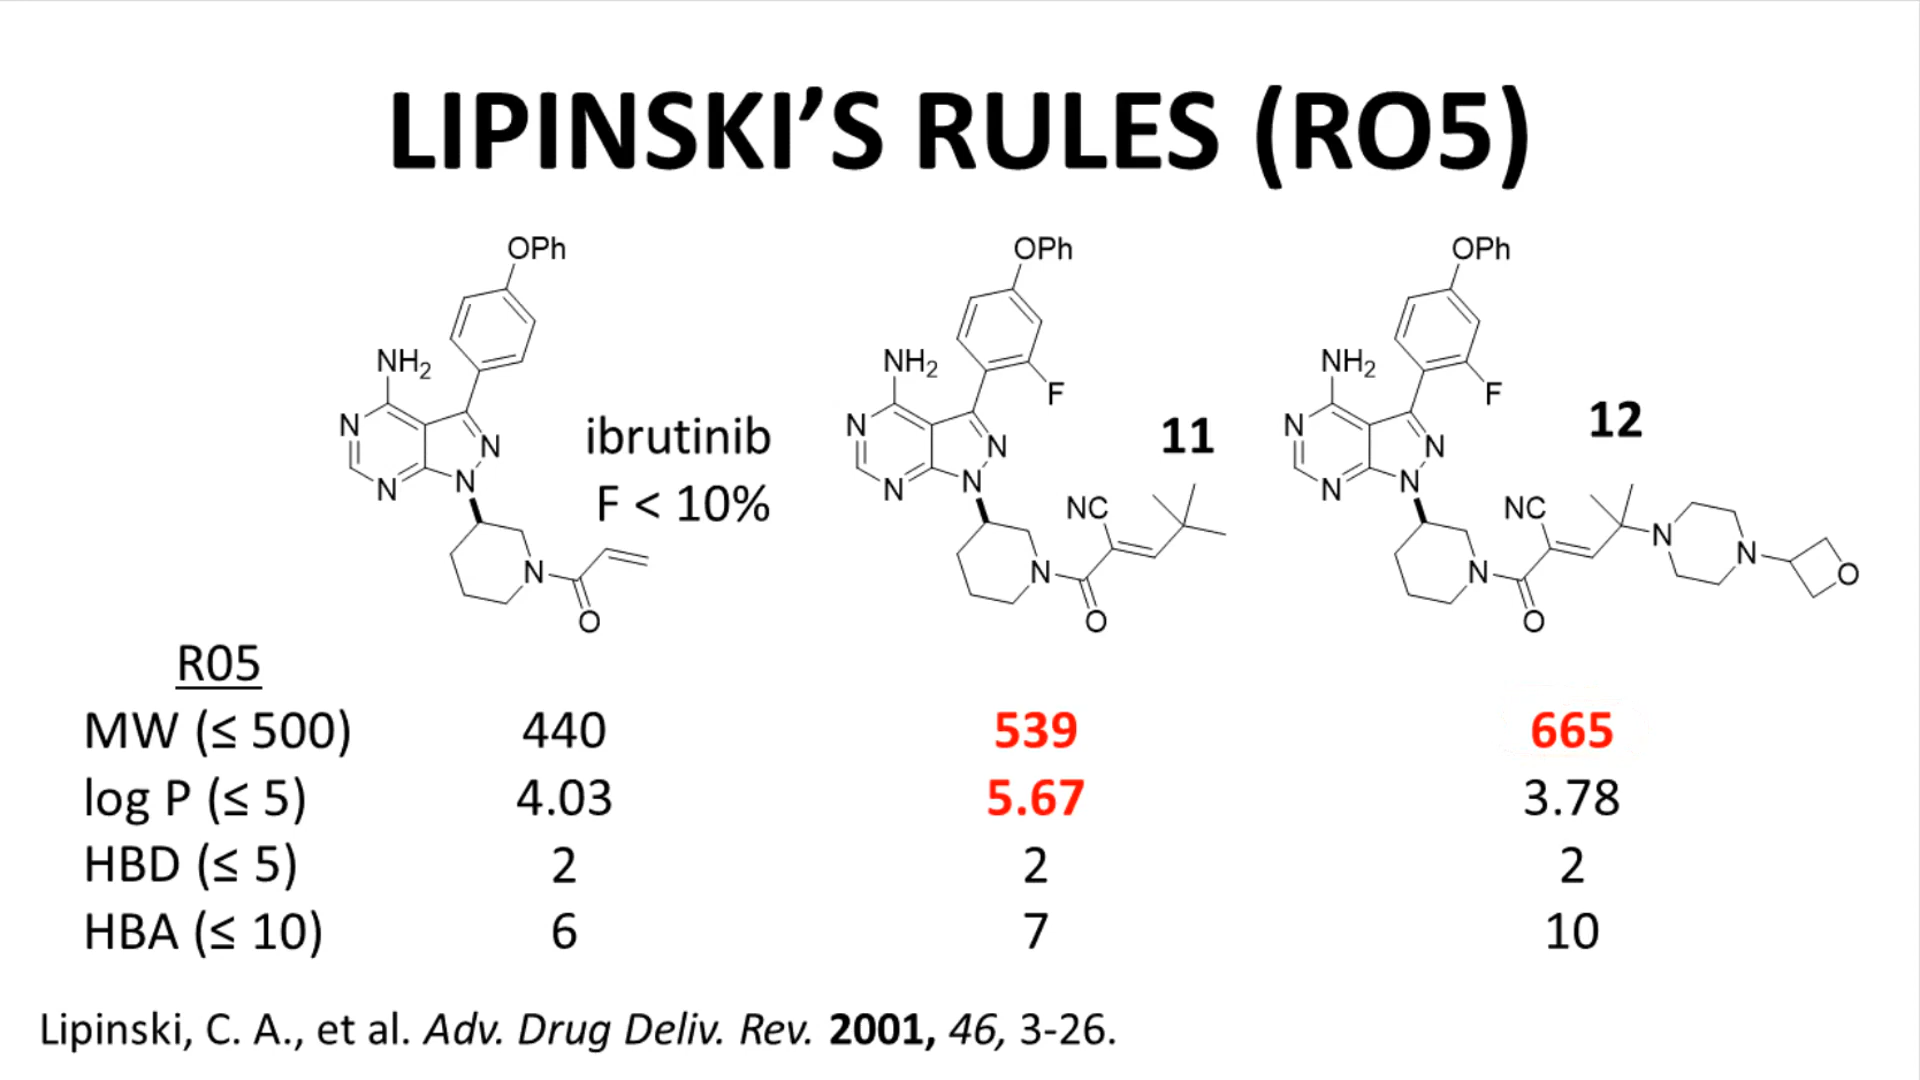 LIPINSKI’S RULES (RO5)
OPh
NH2
N
N
N
N
N
O
ibrutinib
F < 10%
OPh
NH2
F
N
N
N
N
NC
N
O
11
OPh
NH2
F
N
N
N
N
NC
N
O
N
N
O
12
R05
MW (≤ 500) 440 539 665
log P (≤ 5) 4.03 5.67 3.78
HBD (≤ 5) 2 2 2
HBA (≤ 10) 6 7 10
Lipinski, C. A., et al. Adv. Drug Deliv. Rev. 2001, 46, 3-26.